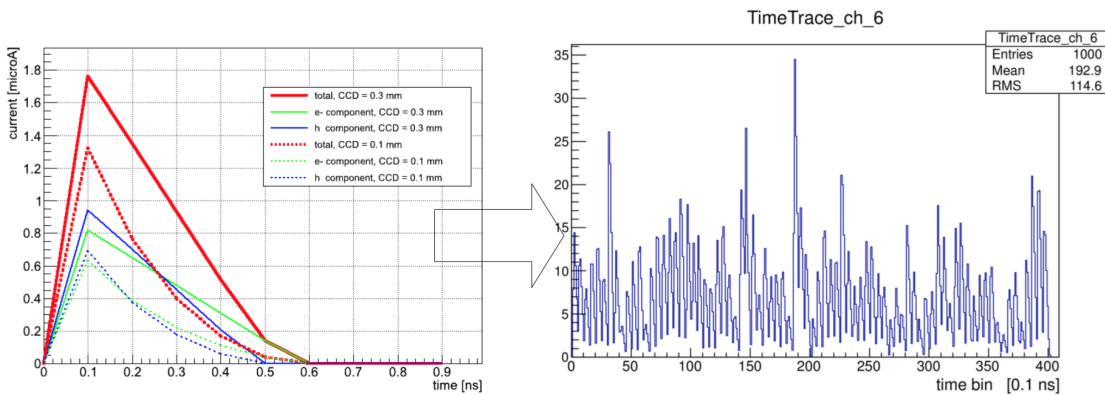 TimeTrace_ch_6
current [microA]
1.8
1.6
1.4
1.2
1
0.8
0.6
0.4
0.2
0
total, CCD = 0.3 mm
e- component, CCD = 0.3 mm
h component, CCD = 0.3 mm
total, CCD = 0.1 mm
e- component, CCD = 0.1 mm
h component, CCD = 0.1 mm
0 0.1 0.2 0.3 0.4 0.5 0.6 0.7 0.8 0.9
time [ns]
TimeTrace_ch_6
Entries 1000
Mean 192.9
RMS 114.6
35
30
25
20
15
10
5
0
0 50 100 150 200 250 300 350 400
time bin [0.1 ns]